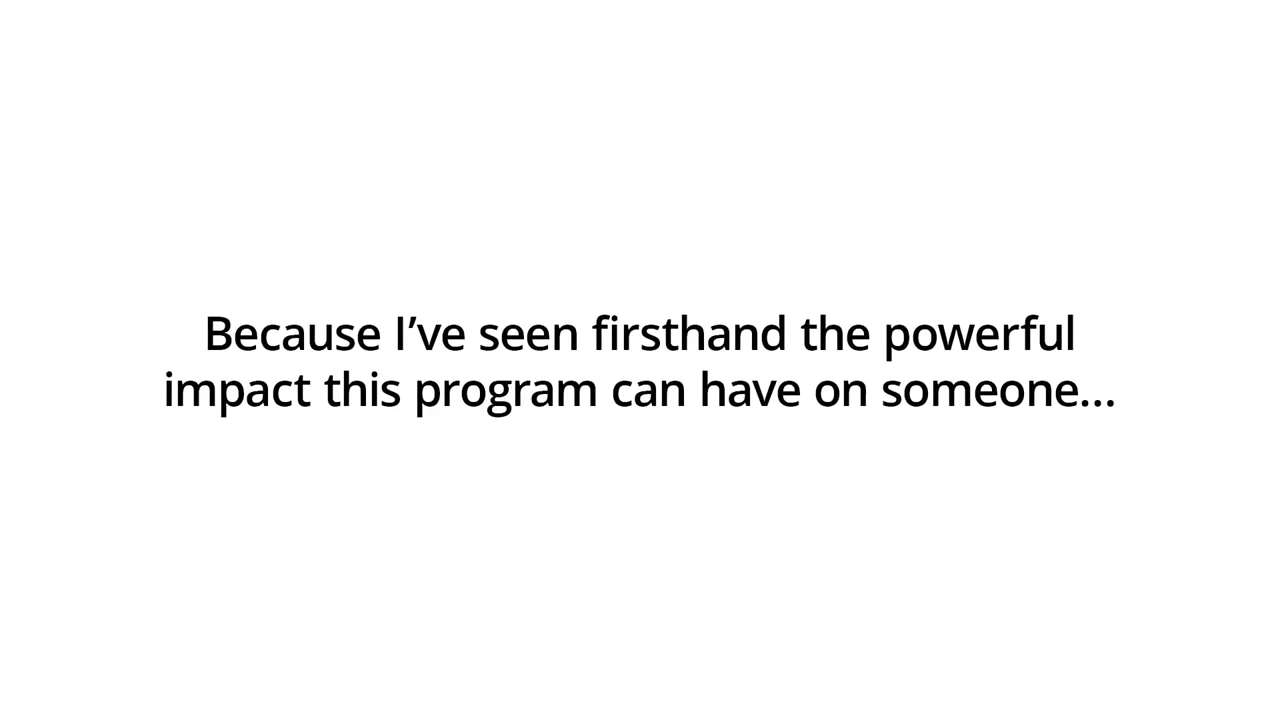 Because I’ve seen firsthand the powerful
impact this program can have on someone...